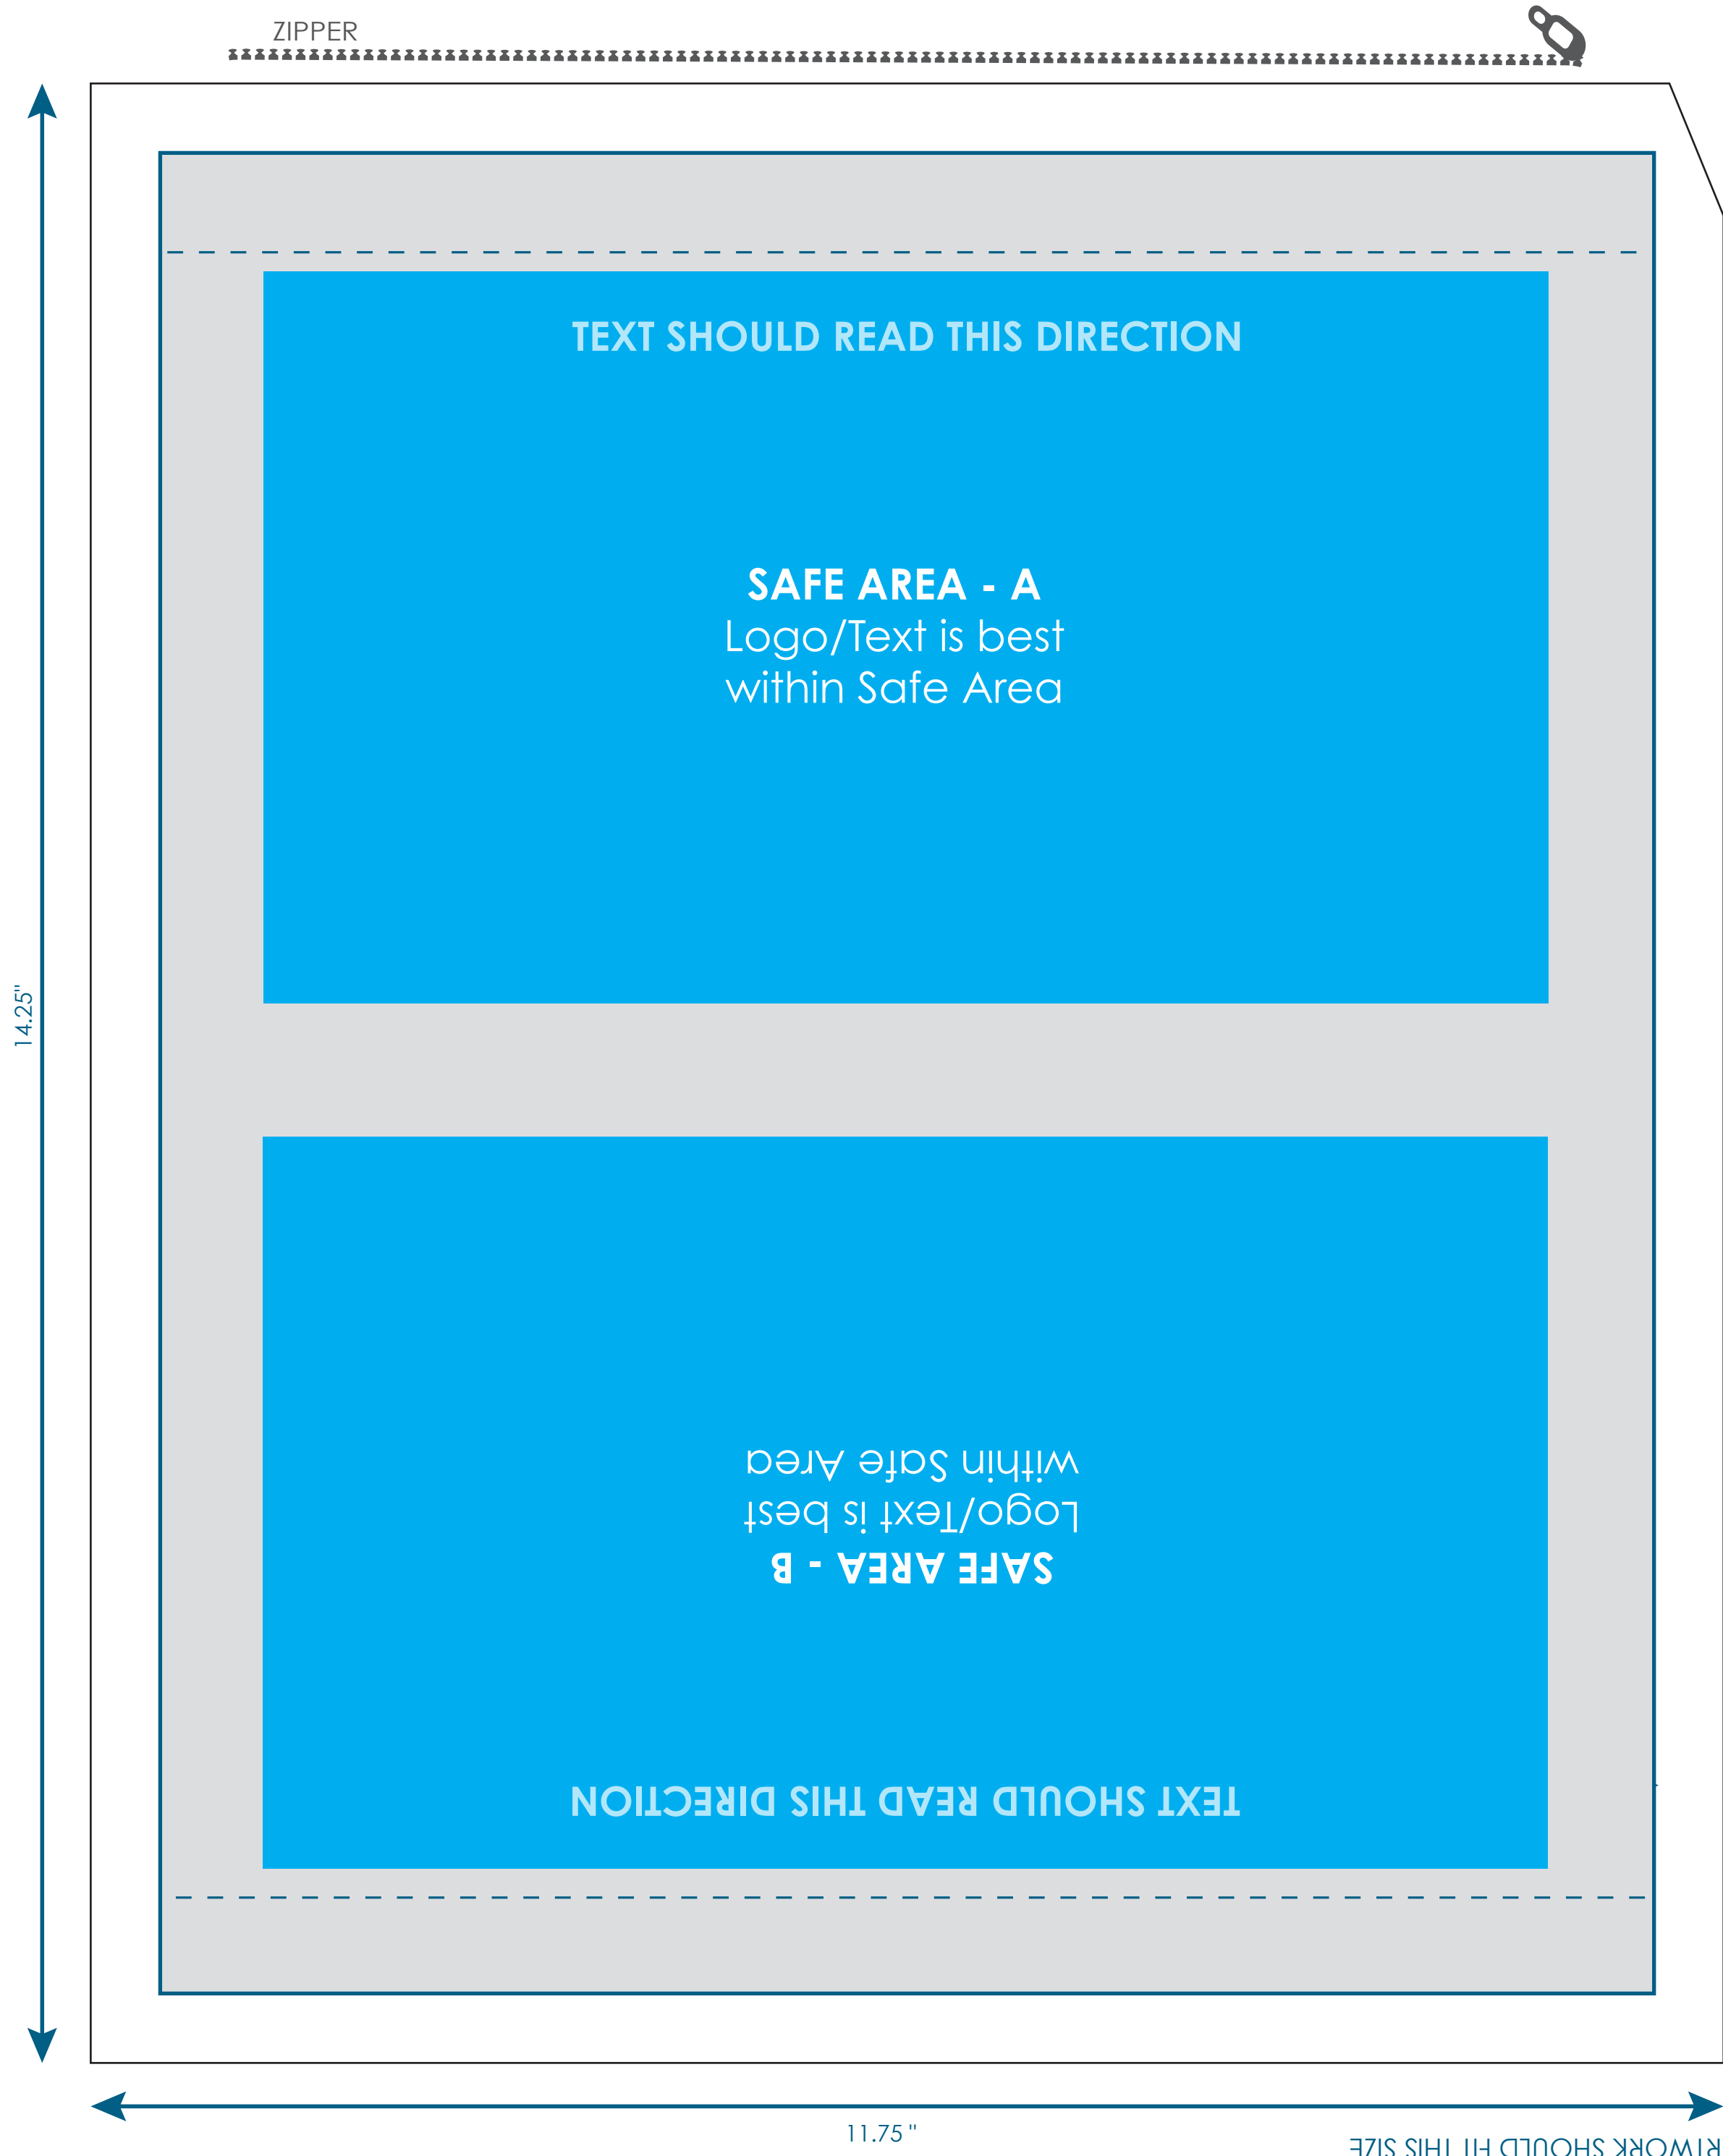 ZIPPER
TEXT SHOULD READ THIS DIRECTION
SAFE AREA - A
Logo/Text is best
within Safe Area
14.25"
SAFE AREA - B
Logo/Text is best
within Safe Area
TEXT SHOULD READ THIS DIRECTION
11.75 "
RTWORK SHOULD FIT THIS SIZE